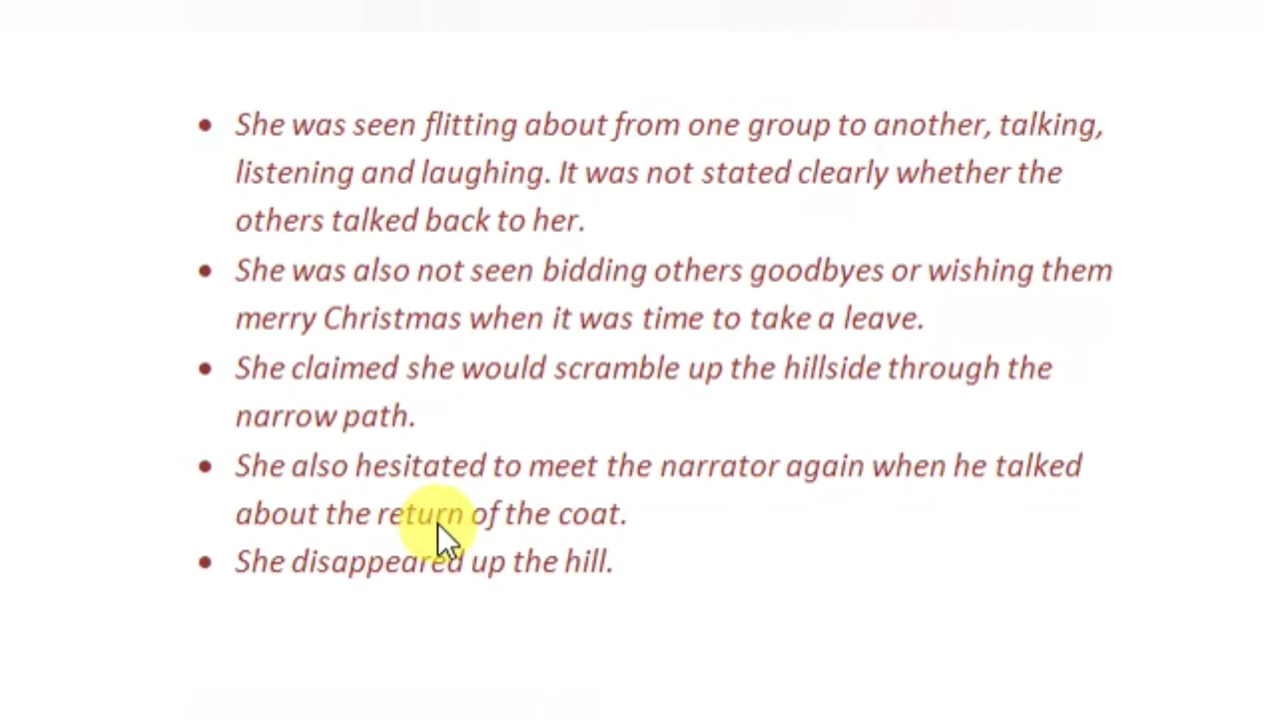 • She was seen flitting about from one group to another, talking,
listening and laughing. It was not stated clearly whether the
others talked back to her.
• She was also not seen bidding others goodbyes or wishing them
merry Christmas when it was time to take a leave.
• She claimed she would scramble up the hillside through the
narrow path.
• She also hesitated to meet the narrator again when he talked
about the return of the coat.
• She disappeared up the hill.